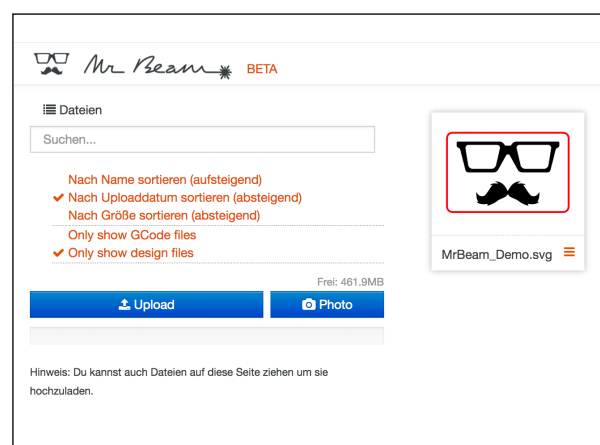 Mr Beam BETA
Dateien
Suchen...
Nach Name sortieren (aufsteigend)
Nach Uploaddatum sortieren (absteigend)
Nach Größe sortieren (absteigend)
Only show GCode files
Only show design files
Frei: 461.9MB
Upload
Photo
Hinweis: Du kannst auch Dateien auf diese Seite ziehen um sie
hochzuladen.
MrBeam_Demo.svg